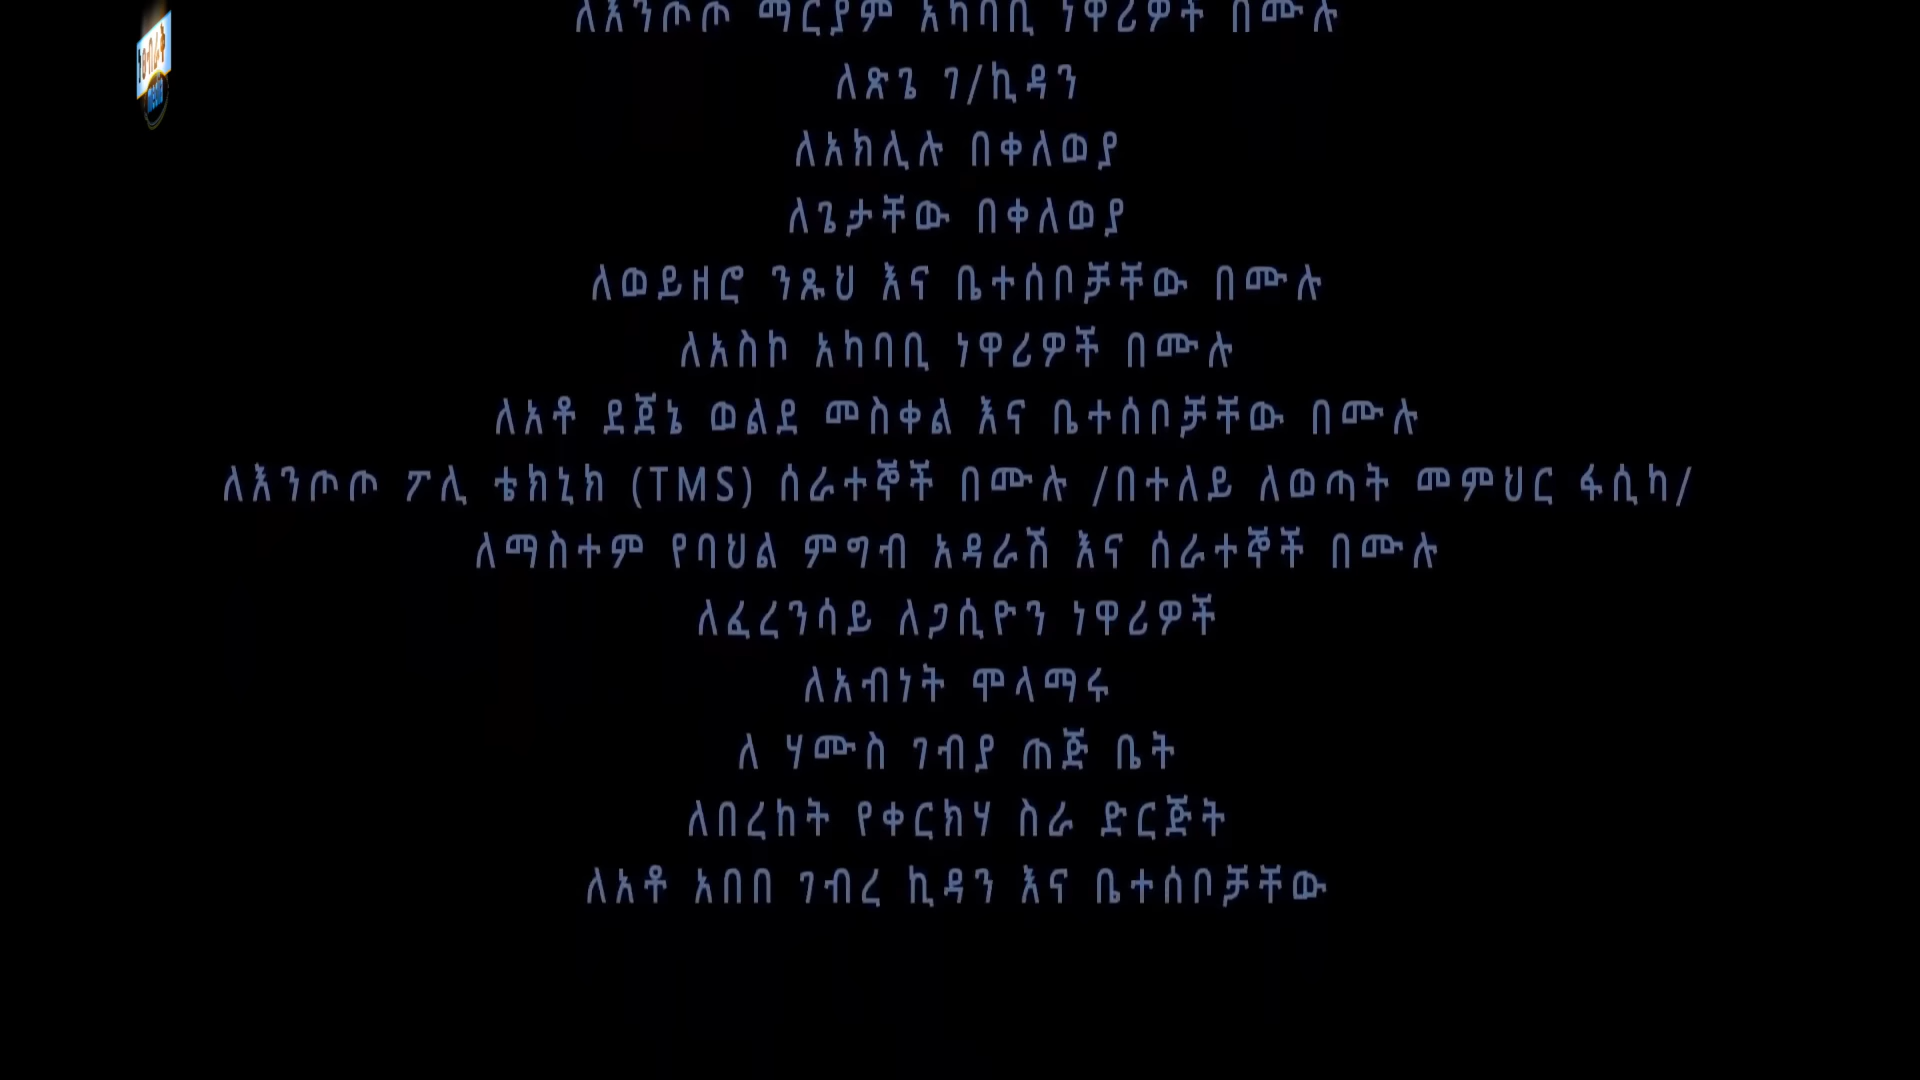 ለእንጦጦ ማርያም አካባቢ ነዋሪዎች በሙሉ
ለጽጌ ገ/ኪዳን
ለአክሊሉ በቀለወያ
ለጌታቸው በቀለወያ
ለወይዘሮ ንጹህ እና ቤተሰቦቻቸው በሙሉ
ለአስኮ አካባቢ ነዋሪዎች በሙሉ
ለአቶ ደጀኔ ወልደ መስቀል እና ቤተሰቦቻቸው በሙሉ
ለእንጦጦ ፖሊ ቴክኒክ (TMS) ሰራተኞች በሙሉ /በተለይ ለወጣት መምህር ፋሲካ/
ለማስተም የባህል ምግብ አዳራሽ እና ሰራተኞች በሙሉ
ለፈረንሳይ ለጋሲዮን ነዋሪዎች
ለአብነት ሞላማሩ
ለ ሃሙስ ገብያ ጠጅ ቤት
ለበረከት የቀርክሃ ስራ ድርጅት
ለአቶ አበበ ገብረ ኪዳን እና ቤተሰቦቻቸው
media